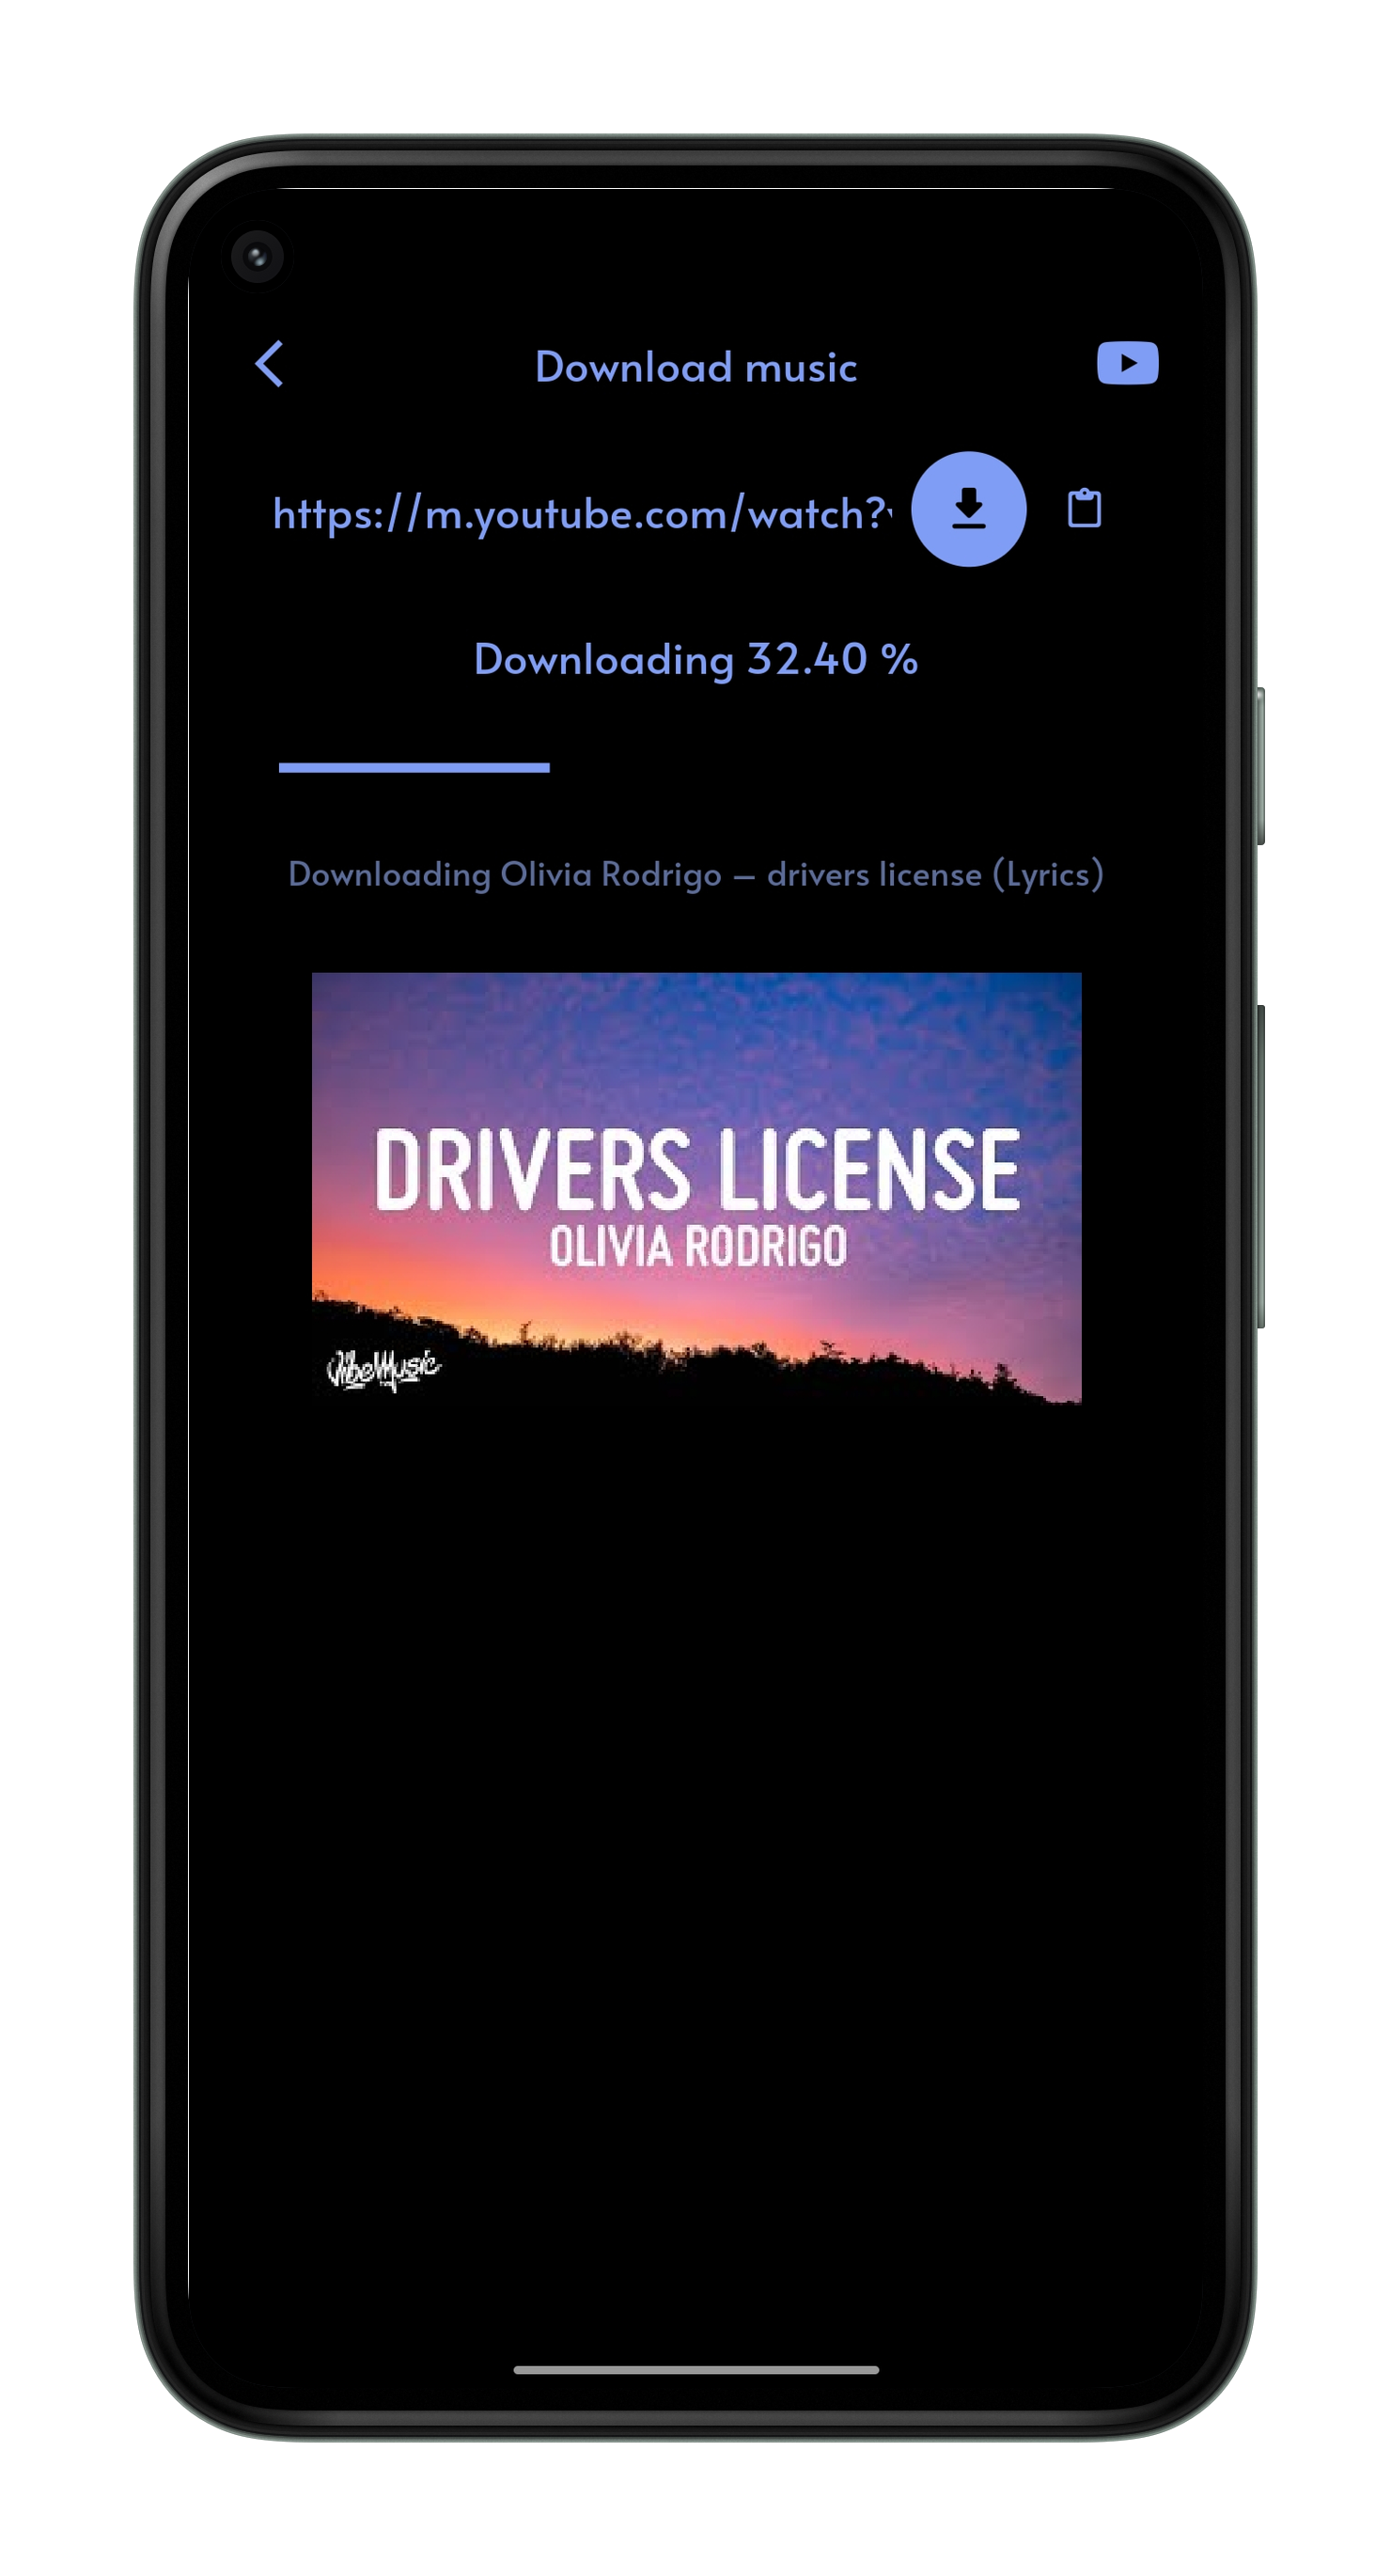 Download music
https://m.youtube.com/watch?
Downloading 32.40 %
Downloading Olivia Rodrigo – drivers license (Lyrics)
DRIVERS LICENSE
OLIVIA RODRIGO
VibeMusic